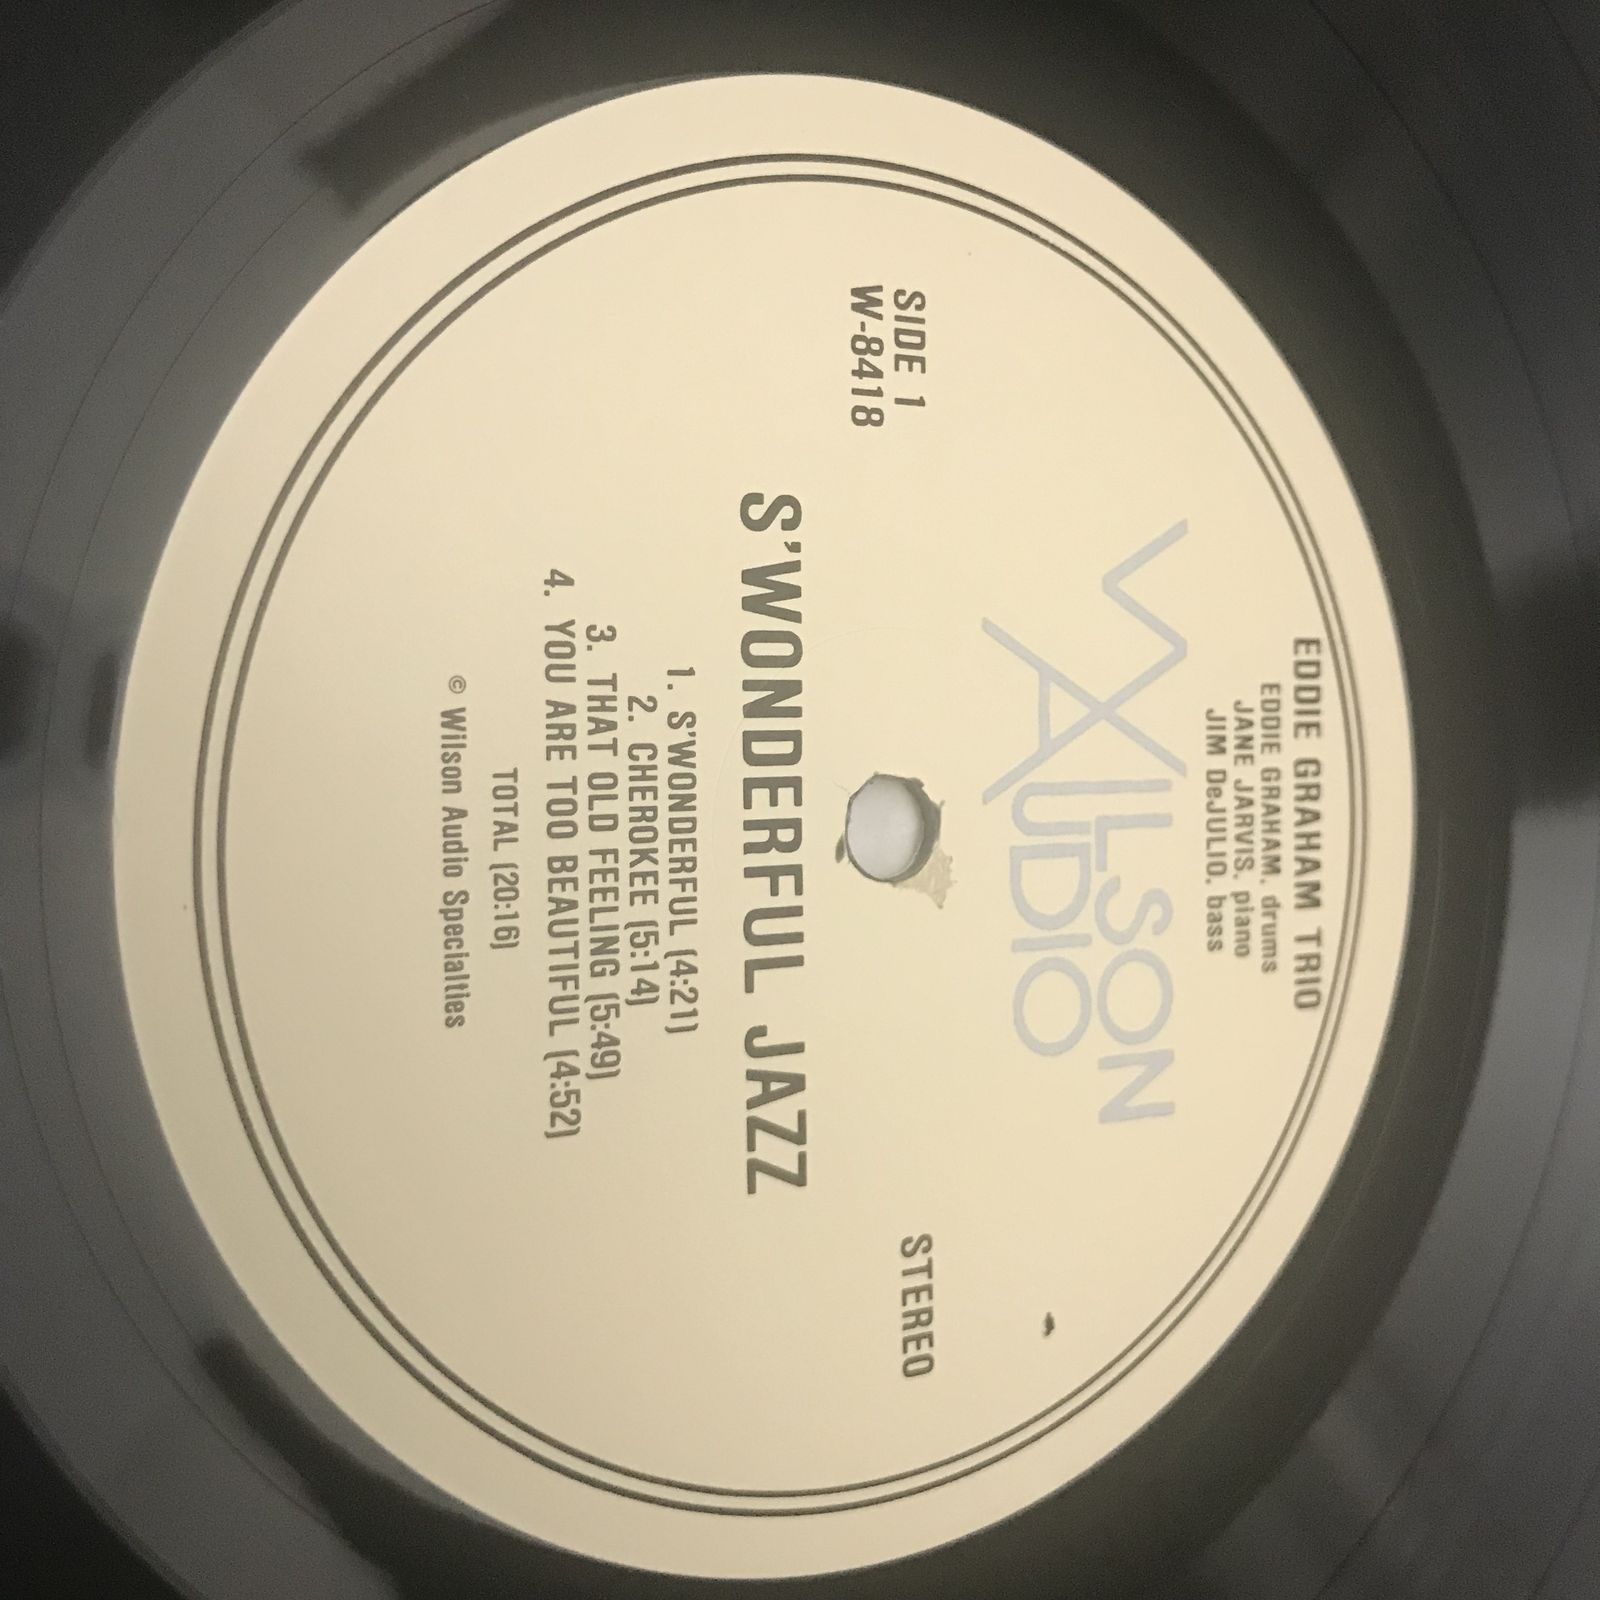 EDDIE GRAHAM TRIO
EDDIE GRAHAM, drums
JANE JARVIS, piano
JIM DeJULIO, bass
WILSON
AUDIO
SIDE 1
W-8418
STEREO
S'WONDERFUL JAZZ
1. S'WONDERFUL (4:21)
2. CHEROKEE (5:14)
3. THAT OLD FEELING (5:49)
4. YOU ARE TOO BEAUTIFUL (4:52)
TOTAL (20:16)
© Wilson Audio Specialties